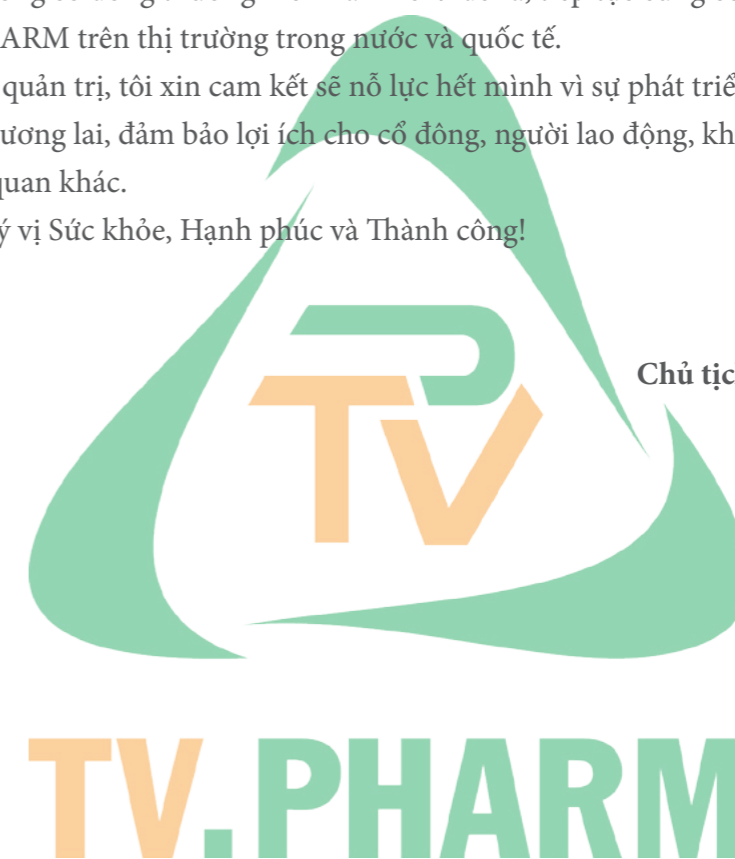 ARM trên thị trường trong nước và quốc tế.
quản trị, tôi xin cam kết sẽ nỗ lực hết mình vì sự phát triể
ương lai, đảm bảo lợi ích cho cổ đông, người lao động, kh
quan khác.
ý vị Sức khỏe, Hạnh phúc và Thành công!
Chủ tịc
TV
TV.PHARM